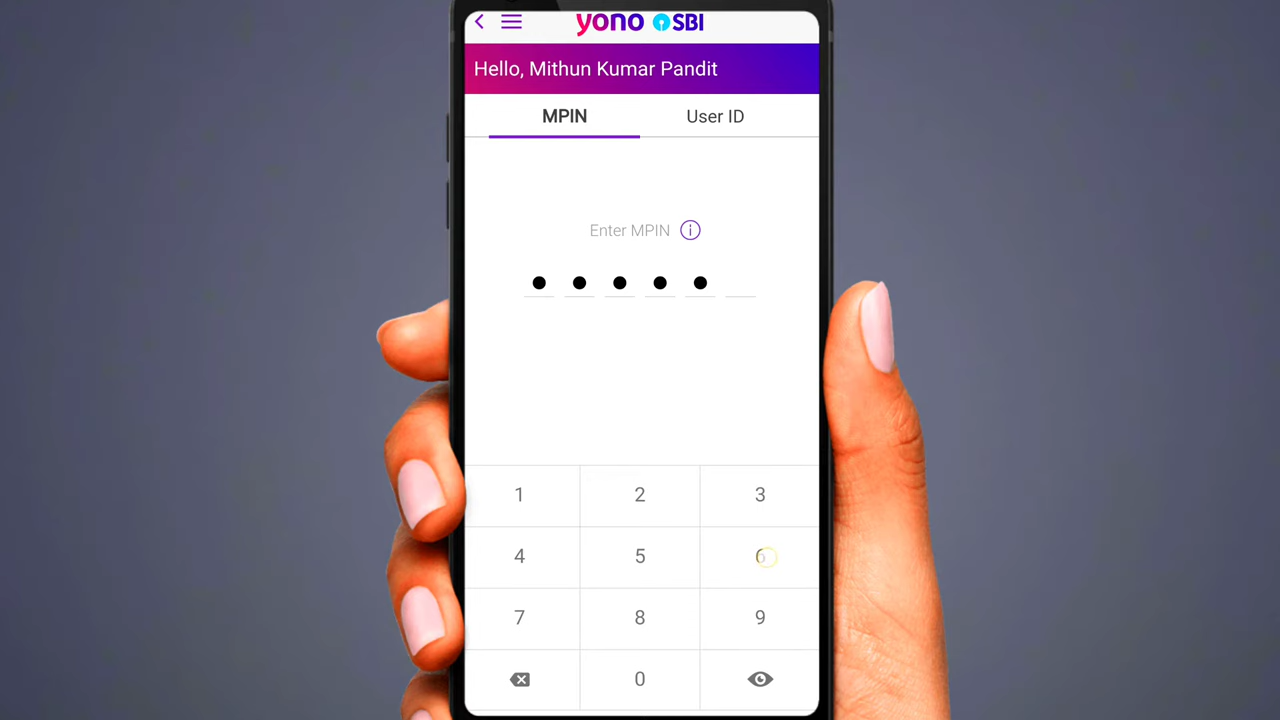 yono SBI
Hello, Mithun Kumar Pandit
MPIN User ID
Enter MPIN
1 2 3
4 5 6
7 8 9
0